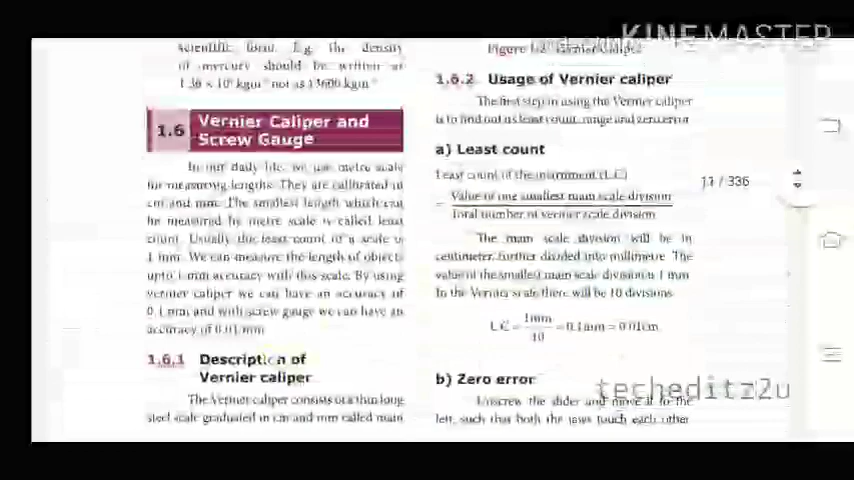 KINEMASTER
scientific form. E.g. The density
of mercury should be written as
not as 13600 kgm
1.6 Vernier Caliper and
Screw Gauge
In our daily life, we use metre scale
for measuring lengths. They are calibrated in
cm and mm. The smallest length which can
be measured by metre scale is called least
count. Usually the least count of a scale is
1 mm. We can measure the length of objects
upto 1 mm accuracy with this scale. By using
vernier caliper we can have an accuracy of
0.1 mm and with screw gauge we can have an
accuracy of 0.01 mm
1.6.1 Description of
Vernier caliper
The Vernier caliper consists of a thin long
steel scale graduated in cm and mm called main
Figure 1.2 Vernier Caliper
1.6.2 Usage of Vernier caliper
The first step in using the Vernier caliper
is to find out its least count, range and zero error
a) Least count
Least count of the instrument (L.C)
= Value of one smallest main scale division
Total number of vernier scale division
The main scale division will be in
centimeter, further divided into millimetre. The
value of the smallest main scale division is 1 mm
In the Vernier scale there will be 10 divisions
L.C = 1mm
10
= 0.1mm = 0.01cm
b) Zero error
Unscrew the slider and move it to the
left, such that both the jaws touch each other
17 / 336
techeditz2u